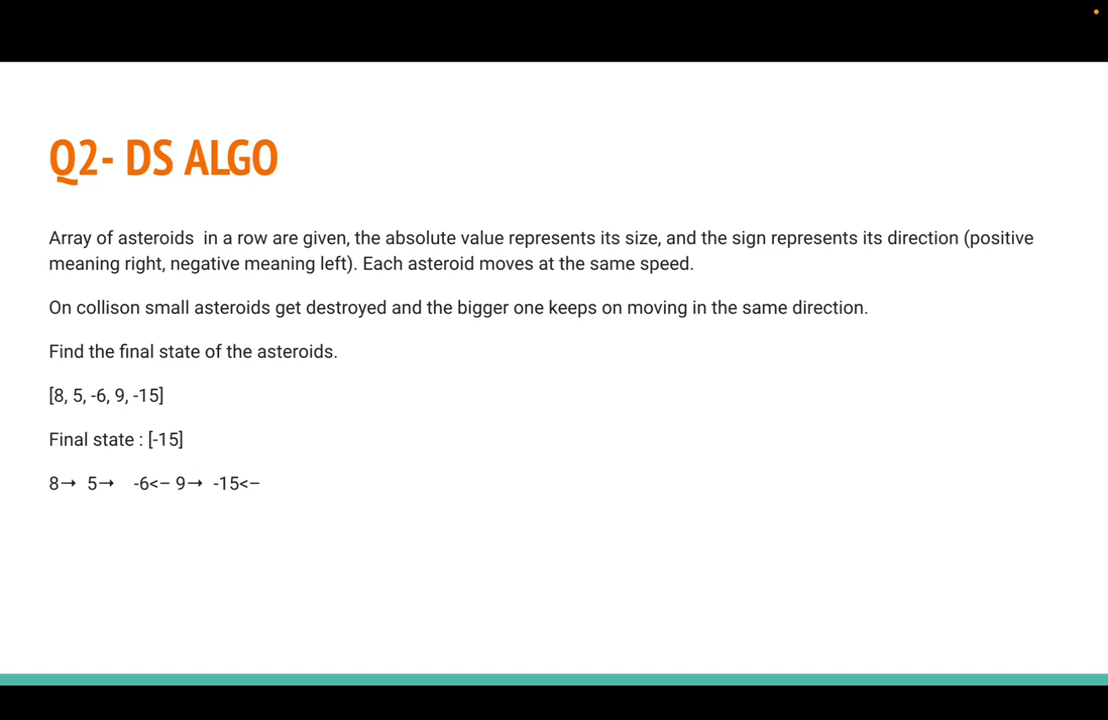 Q2- DS ALGO
Array of asteroids  in a row are given, the absolute value represents its size, and the sign represents its direction (positive
meaning right, negative meaning left). Each asteroid moves at the same speed.
On collison small asteroids get destroyed and the bigger one keeps on moving in the same direction.
Find the final state of the asteroids.
[8, 5, -6, 9, -15]
Final state : [-15]
8→  5→    -6<– 9→  -15<–